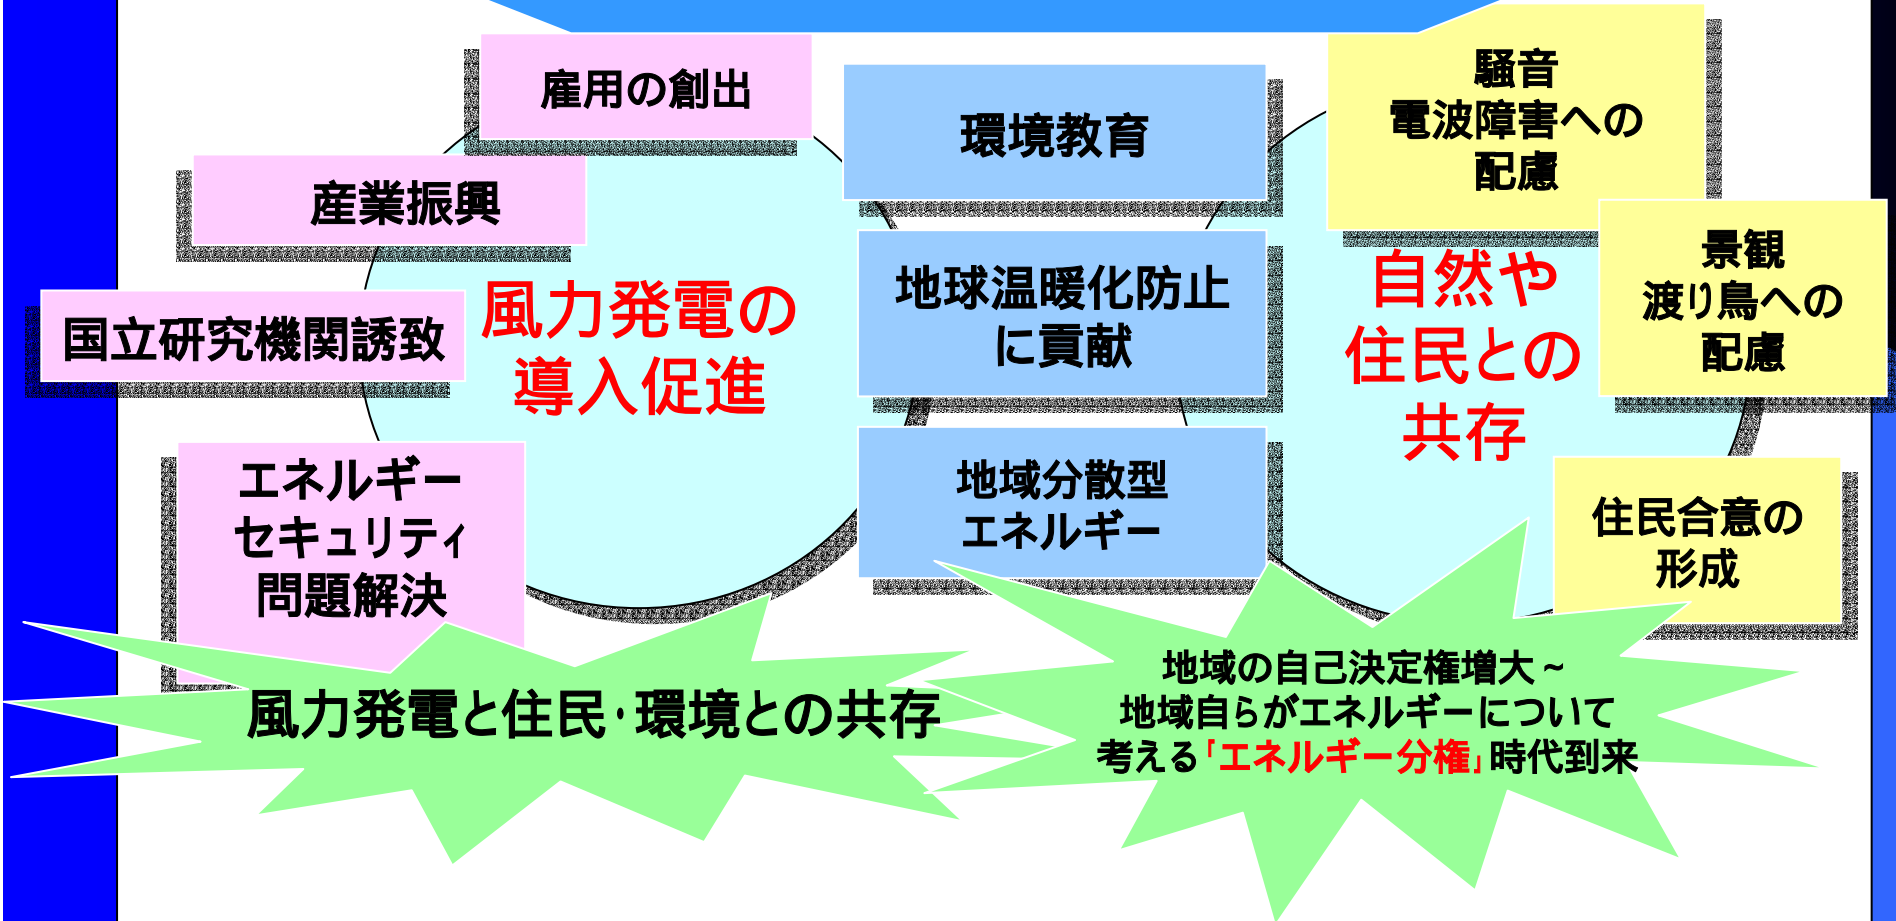 雇用の創出
産業振興
国立研究機関誘致
エネルギー
セキュリティ
問題解決
風力発電の
導入促進
環境教育
地球温暖化防止
に貢献
地域分散型
エネルギー
自然や
住民との
共存
騒音
電波障害への
配慮
景観
渡り鳥への
配慮
住民合意の
形成
風力発電と住民・環境との共存
地域の自己決定権増大~
地域自らがエネルギーについて
考える「エネルギー分権」時代到来